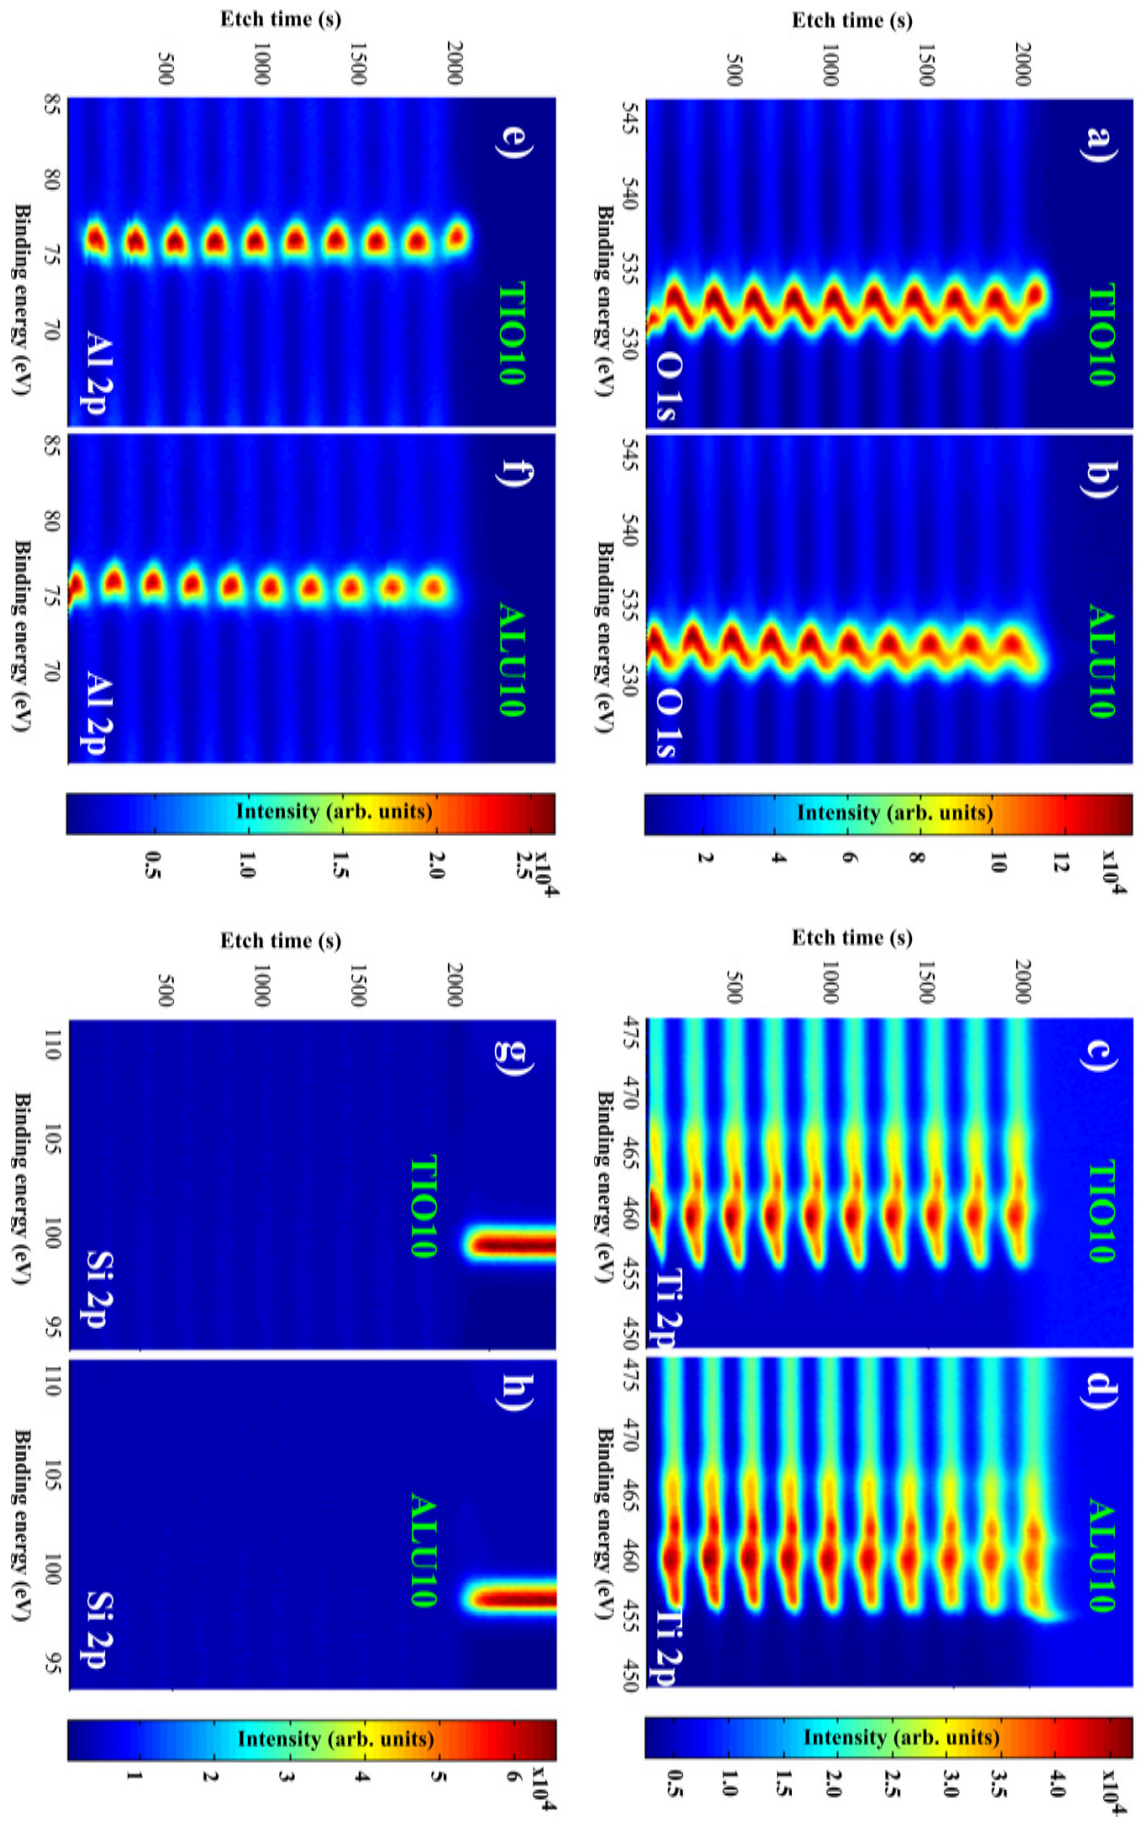 a)
TIO10
O 1s
b)
ALU10
O 1s
Etch time (s)
2000
1500
1000
500
545
540
535
530
545
540
535
530
Binding energy (eV)
Binding energy (eV)
x10⁴
12
10
8
6
4
2
Intensity (arb. units)
c)
TIO10
Ti 2p
d)
ALU10
Ti 2p
Etch time (s)
2000
1500
1000
500
475
470
465
460
455
450
475
470
465
460
455
450
Binding energy (eV)
Binding energy (eV)
x10⁴
4.0
3.5
3.0
2.5
2.0
1.5
1.0
0.5
Intensity (arb. units)
e)
TIO10
Al 2p
f)
ALU10
Al 2p
Etch time (s)
2000
1500
1000
500
85
80
75
70
85
80
75
70
Binding energy (eV)
Binding energy (eV)
x10⁴
2.5
2.0
1.5
1.0
0.5
Intensity (arb. units)
g)
TIO10
Si 2p
h)
ALU10
Si 2p
Etch time (s)
2000
1500
1000
500
110
105
100
95
110
105
100
95
Binding energy (eV)
Binding energy (eV)
x10⁴
6
5
4
3
2
1
Intensity (arb. units)